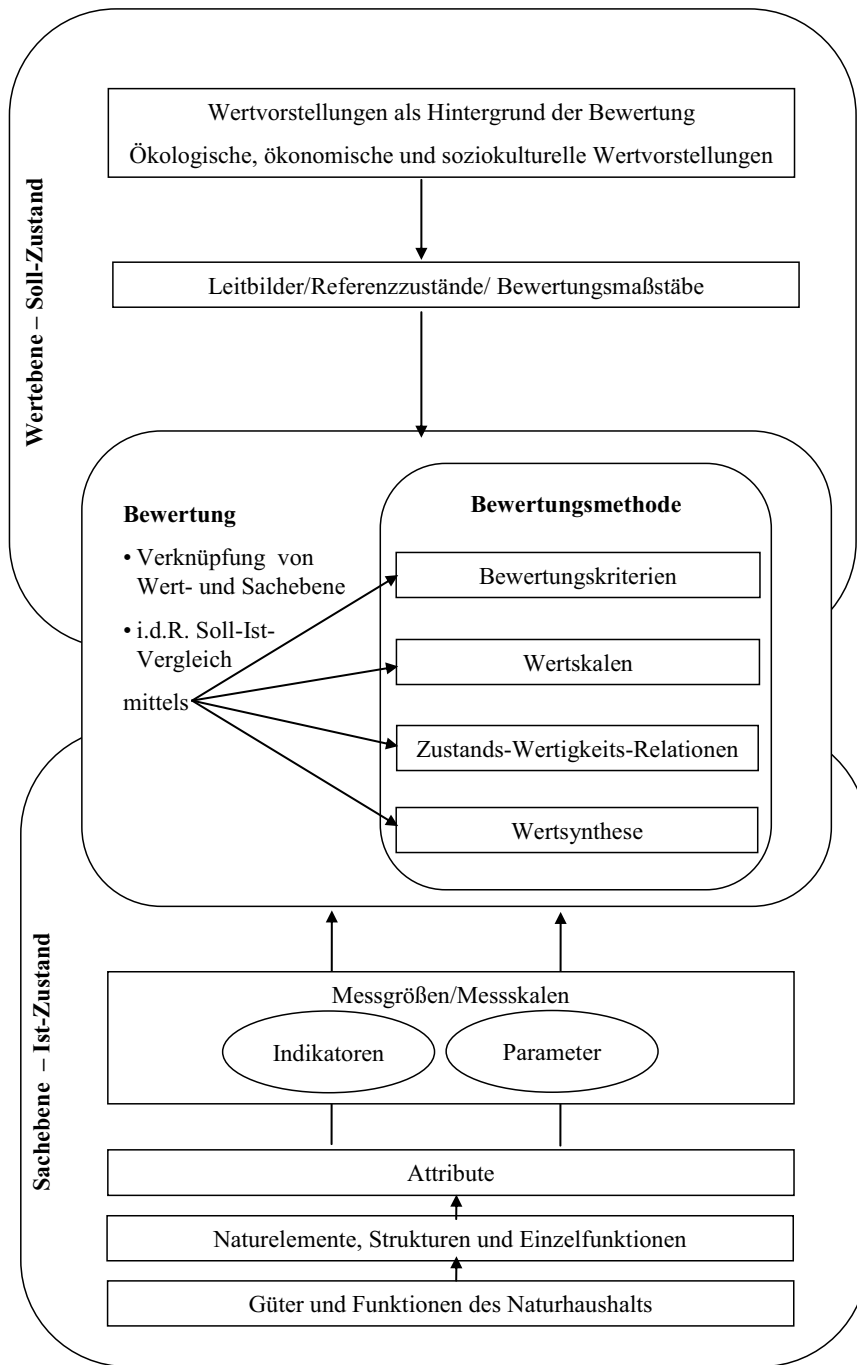 Wertebene – Soll-Zustand
Wertvorstellungen als Hintergrund der Bewertung
Ökologische, ökonomische und soziokulturelle Wertvorstellungen
Leitbilder/Referenzzustände/ Bewertungsmaßstäbe
Bewertung
• Verknüpfung von
Wert- und Sachebene
• i.d.R. Soll-Ist-
Vergleich
mittels
Bewertungsmethode
Bewertungskriterien
Wertskalen
Zustands-Wertigkeits-Relationen
Wertsynthese
Sachebene – Ist-Zustand
Messgrößen/Messskalen
Indikatoren
Parameter
Attribute
Naturelemente, Strukturen und Einzelfunktionen
Güter und Funktionen des Naturhaushalts